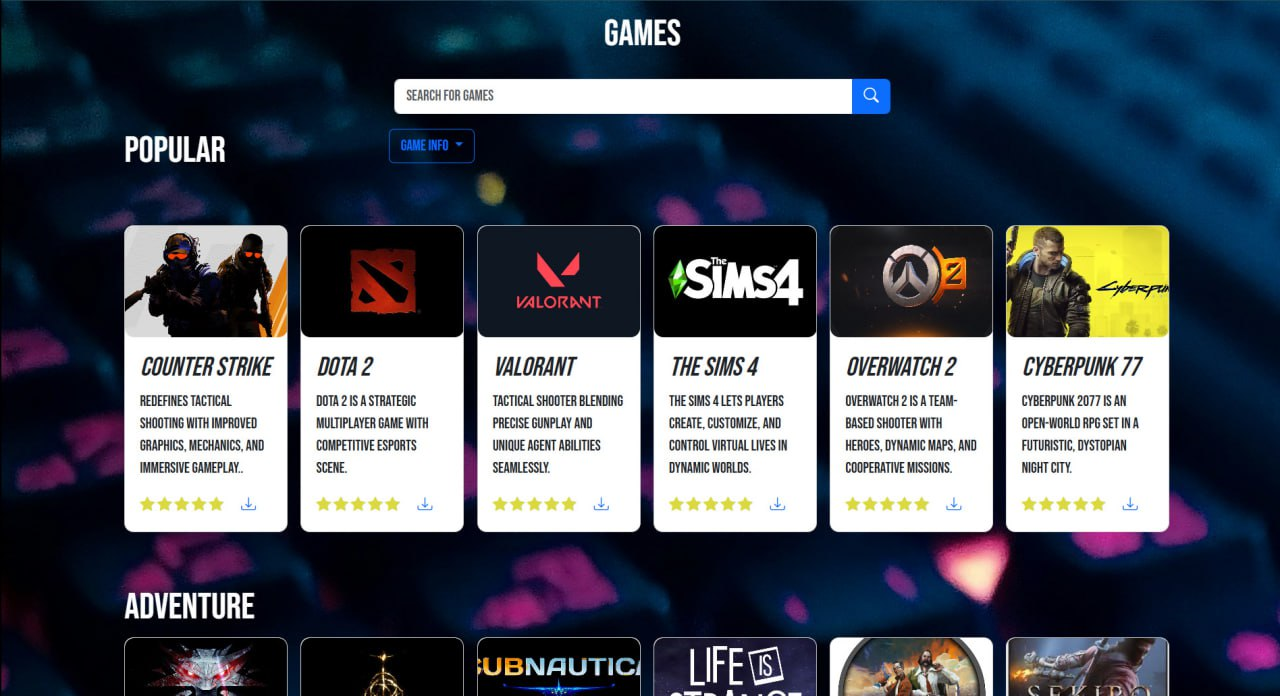 GAMES
SEARCH FOR GAMES
POPULAR
GAME INFO
VALORANT
The
SiMS4
2
COUNTER STRIKE
REDEFINES TACTICAL
SHOOTING WITH IMPROVED
GRAPHICS, MECHANICS, AND
IMMERSIVE GAMEPLAY..
DOTA 2
DOTA 2 IS A STRATEGIC
MULTIPLAYER GAME WITH
COMPETITIVE ESPORTS
SCENE.
VALORANT
TACTICAL SHOOTER BLENDING
PRECISE GUNPLAY AND
UNIQUE AGENT ABILITIES
SEAMLESSLY.
THE SIMS 4
THE SIMS 4 LETS PLAYERS
CREATE, CUSTOMIZE, AND
CONTROL VIRTUAL LIVES IN
DYNAMIC WORLDS.
OVERWATCH 2
OVERWATCH 2 IS A TEAM-
BASED SHOOTER WITH
HEROES, DYNAMIC MAPS, AND
COOPERATIVE MISSIONS.
CYBERPUNK 77
CYBERPUNK 2077 IS AN
OPEN-WORLD RPG SET IN A
FUTURISTIC, DYSTOPIAN
NIGHT CITY.
ADVENTURE
LIFE IS
STRANGE
SEKIRO